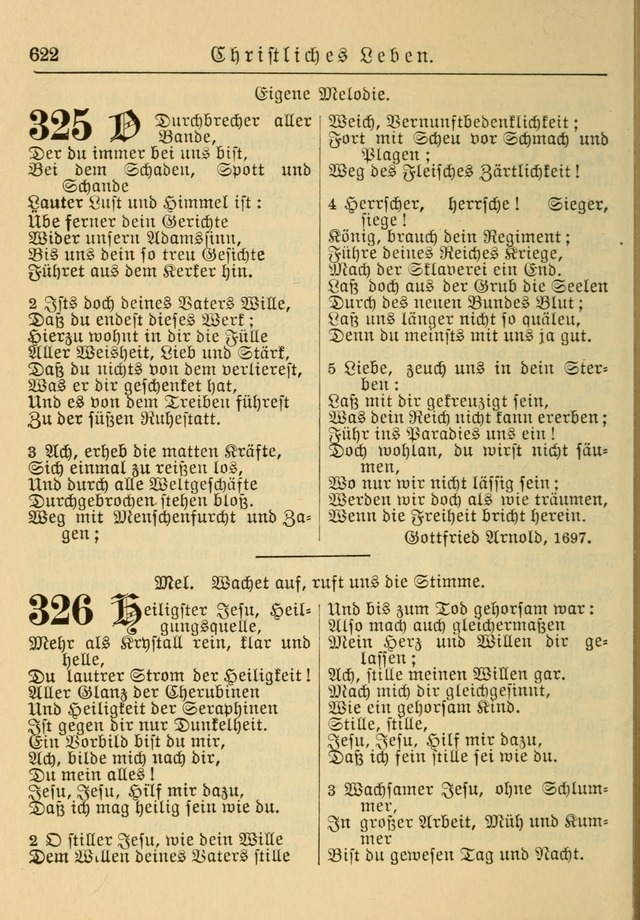 622 Christliches Leben.
Eigene Melodie.
325 O Durchbrecher aller
Bande,
Der du immer bei uns bist,
Bei dem Schaden, Spott und
Schande
Lauter Lust und Himmel ist:
Übe ferner dein Gerichte
Wider unsern Adamssinn,
Bis uns dein so treu Gesichte
Führet aus dem Kerker hin.
2 Ists doch deines Vaters Wille,
Daß du endest dieses Werk;
Hierzu wohnt in dir die Fülle
Aller Weisheit, Lieb und Stärk,
Daß du nichts von dem verlierest,
Was er dir geschenket hat,
Und es von dem Treiben führest
Zu der süßen Ruhestatt.
3 Ach, erheb die matten Kräfte,
Sich einmal zu reißen los,
Und durch alle Weltgeschäfte
Durchgebrochen stehen bloß.
Weg mit Menschenfurcht und Za-
gen;
Weich, Vernunftbedenklichkeit;
Fort mit Scheu vor Schmach und
Plagen;
Weg des Fleisches Zärtlichkeit!
4 Herrscher, herrsche! Sieger,
siege!
König, brauch dein Regiment;
Führe deines Reiches Kriege,
Mach der Sklaverei ein End.
Laß doch aus der Grub die Seelen
Durch des neuen Bundes Blut;
Laß uns länger nicht so quälen,
Denn du meinsts mit uns ja gut.
5 Liebe, zeuch uns in dein Ster-
ben:
Laß mit dir gekreuzigt sein,
Was dein Reich nicht kann ererben;
Führ ins Paradies uns ein!
Doch wohlan, du wirst nicht säu-
men,
Wo nur wir nicht lässig sein;
Werden wir doch als wie träumen,
Wenn die Freiheit bricht herein.
Gottfried Arnold, 1697.
Mel. Wachet auf, ruft uns die Stimme.
326 Heiligster Jesu, Heil-
gungsquelle,
Mehr als Krystall rein, klar und
helle,
Du lautrer Strom der Heiligkeit!
Aller Glanz der Cherubinen
Und Heiligkeit der Seraphinen
Ist gegen dir nur Dunkelheit.
Ein Vorbild bist du mir,
Ach, bilde mich nach dir,
Du mein alles!
Jesu, Jesu, Hilf mir dazu,
Daß ich mag heilig sein wie du.
2 O stiller Jesu, wie dein Wille
Dem Willen deines Vaters stille
Und bis zum Tod gehorsam war:
Also mach auch gleichermaßen
Mein Herz und Willen dir ge-
lassen;
Ach, stille meinen Willen gar.
Mach mich dir gleichgesinnt,
Wie ein gehorsam Kind.
Stille, stille,
Jesu, Jesu, Hilf mir dazu,
Daß ich fein stille sei wie du.
3 Wachsamer Jesu, ohne Schlum-
mer,
In großer Arbeit, Müh und Kum-
mer
Bist du gewesen Tag und Nacht.